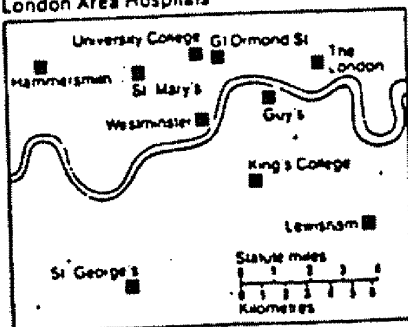 London Area Hospitals
University College
Gt Ormond St
The
London
Hammersmith
St Mary's
Westminster
Guy's
King's College
Lewisham
St George's
Statute miles
Kilometres